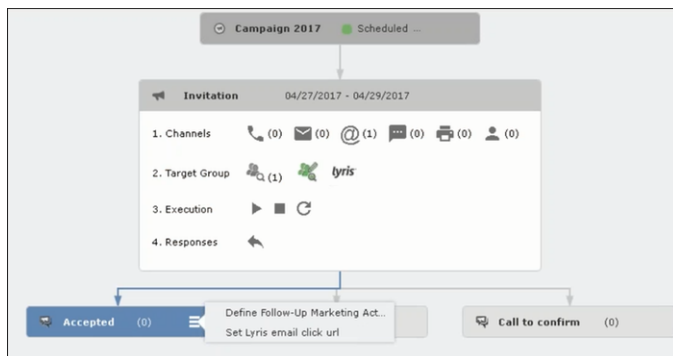 Campaign 2017 Scheduled ...
Invitation 04/27/2017 - 04/29/2017
1. Channels (0) (0) @ (1) (0) (0) (0)
2. Target Group (1) lyris
3. Execution
4. Responses
Accepted (0)
Define Follow-Up Marketing Act...
Set Lyris email click url
Call to confirm (0)